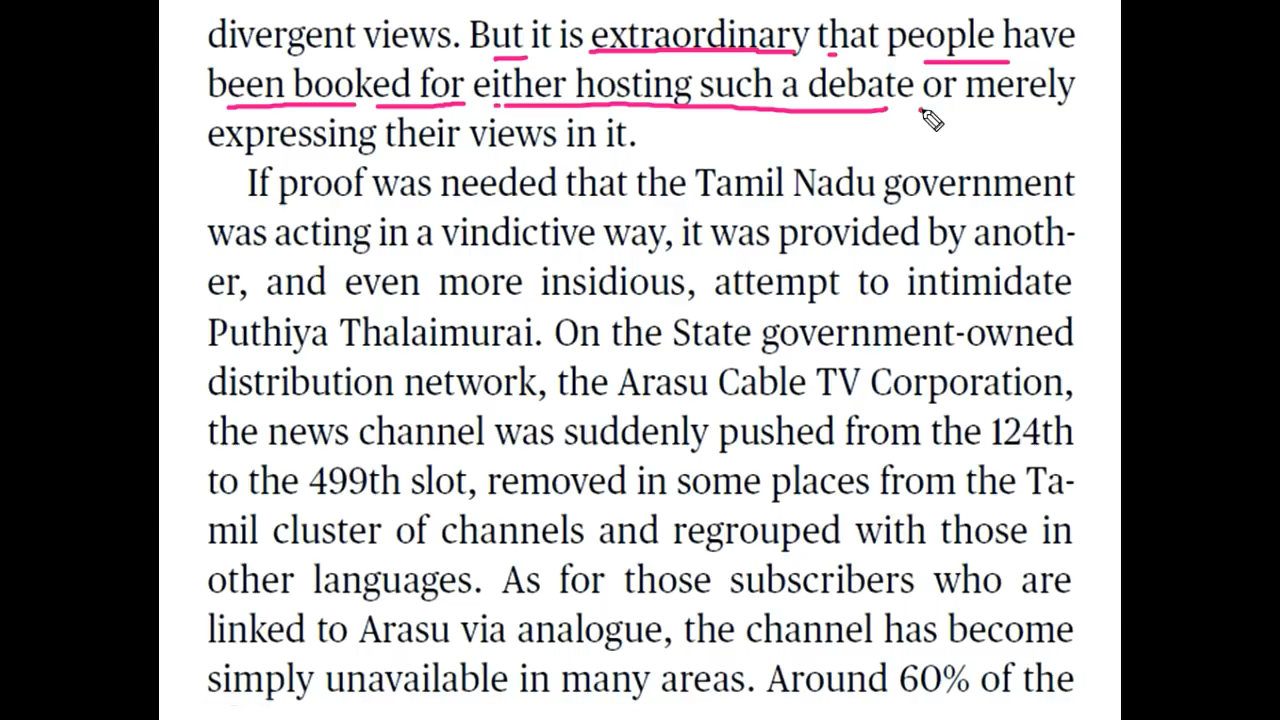 divergent views. But it is extraordinary that people have
been booked for either hosting such a debate or merely
expressing their views in it.
If proof was needed that the Tamil Nadu government
was acting in a vindictive way, it was provided by anoth-
er, and even more insidious, attempt to intimidate
Puthiya Thalaimurai. On the State government-owned
distribution network, the Arasu Cable TV Corporation,
the news channel was suddenly pushed from the 124th
to the 499th slot, removed in some places from the Ta-
mil cluster of channels and regrouped with those in
other languages. As for those subscribers who are
linked to Arasu via analogue, the channel has become
simply unavailable in many areas. Around 60% of the